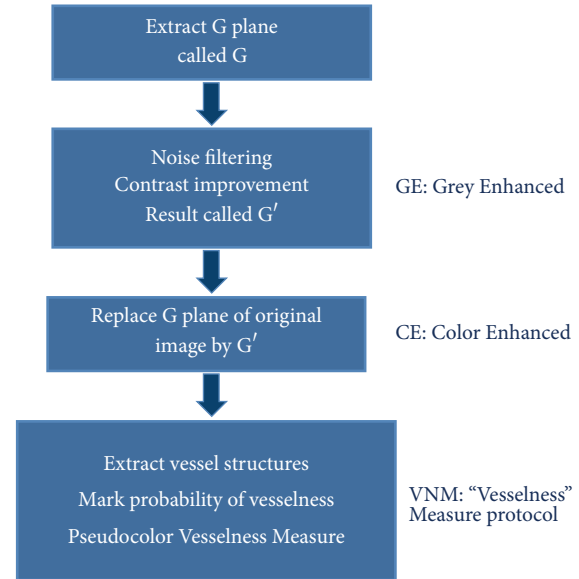 Extract G plane
called G
Noise filtering
Contrast improvement
Result called G′
GE: Grey Enhanced
Replace G plane of original
image by G′
CE: Color Enhanced
Extract vessel structures
Mark probability of vesselness
Pseudocolor Vesselness Measure
VNM: “Vesselness”
Measure protocol